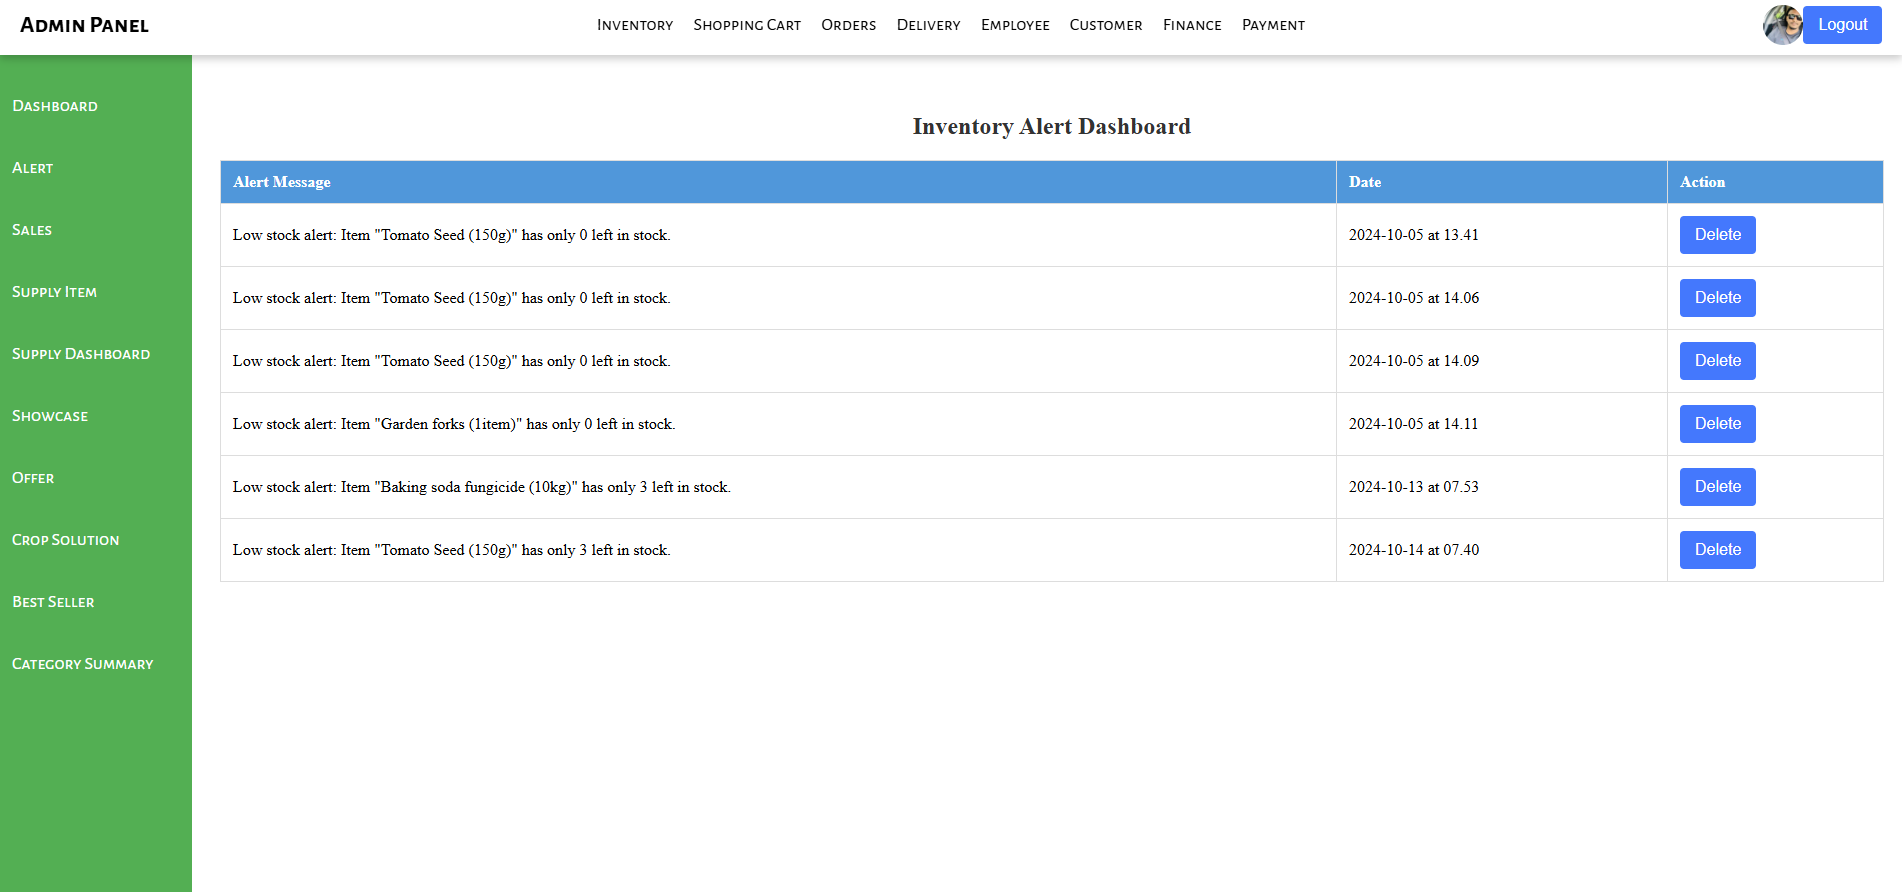 Admin Panel
Inventory Shopping Cart Orders Delivery Employee Customer Finance Payment
Logout
Dashboard
Alert
Sales
Supply Item
Supply Dashboard
Showcase
Offer
Crop Solution
Best Seller
Category Summary
Inventory Alert Dashboard
Alert Message Date Action
Low stock alert: Item "Tomato Seed (150g)" has only 0 left in stock. 2024-10-05 at 13.41 Delete
Low stock alert: Item "Tomato Seed (150g)" has only 0 left in stock. 2024-10-05 at 14.06 Delete
Low stock alert: Item "Tomato Seed (150g)" has only 0 left in stock. 2024-10-05 at 14.09 Delete
Low stock alert: Item "Garden forks (1item)" has only 0 left in stock. 2024-10-05 at 14.11 Delete
Low stock alert: Item "Baking soda fungicide (10kg)" has only 3 left in stock. 2024-10-13 at 07.53 Delete
Low stock alert: Item "Tomato Seed (150g)" has only 3 left in stock. 2024-10-14 at 07.40 Delete